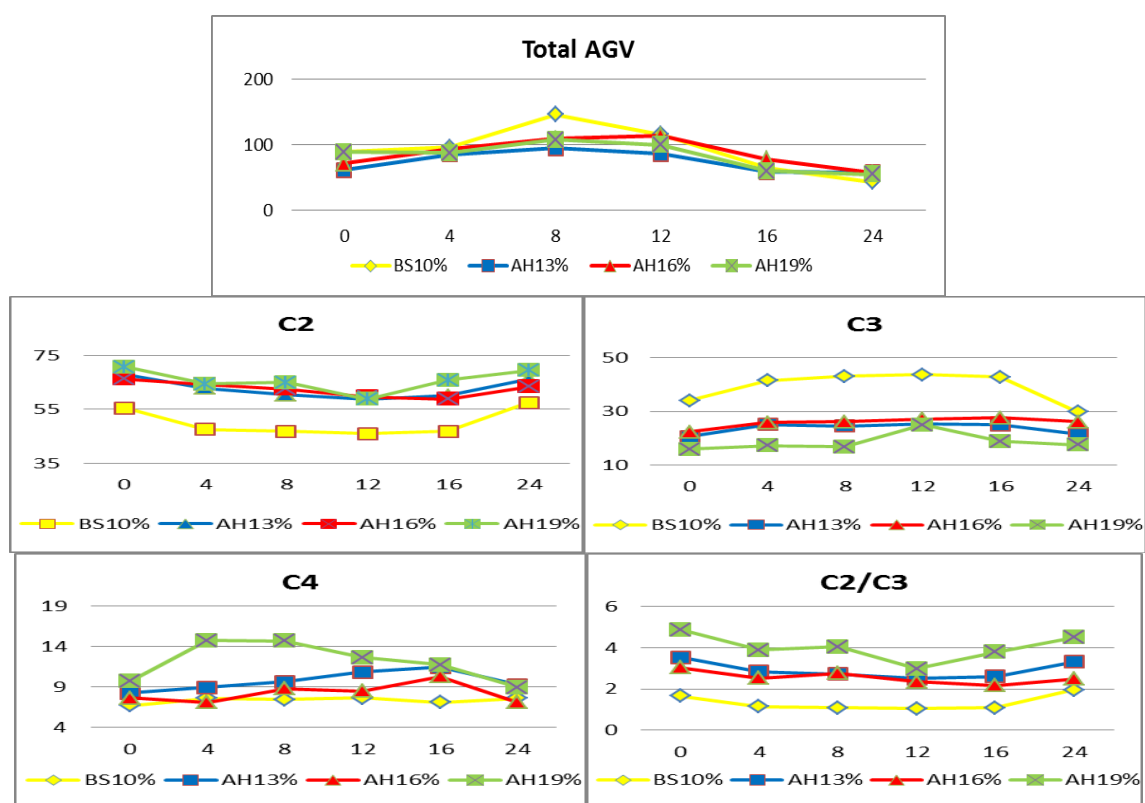 Total AGV
200
100
0
0 4 8 12 16 24
BS10% AH13% AH16% AH19%
C2
75
55
35
0 4 8 12 16 24
BS10% AH13% AH16% AH19%
C3
50
30
10
0 4 8 12 16 24
BS10% AH13% AH16% AH19%
C4
19
14
9
4
0 4 8 12 16 24
BS10% AH13% AH16% AH19%
C2/C3
6
4
2
0
0 4 8 12 16 24
BS10% AH13% AH16% AH19%